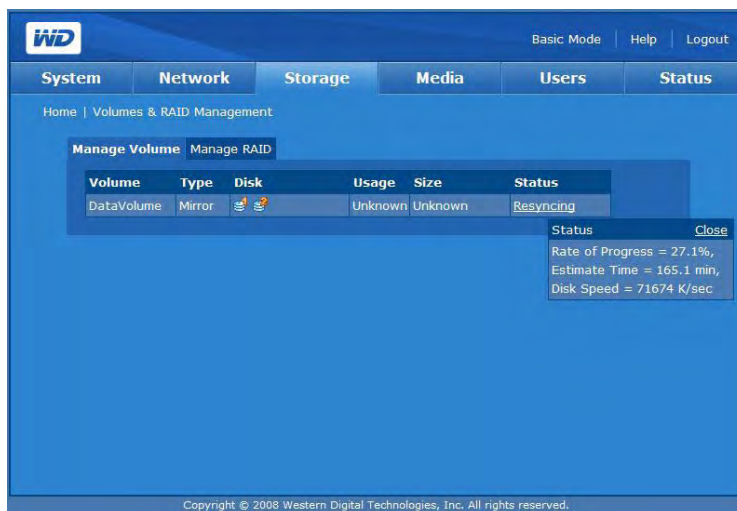 WD
Basic Mode | Help | Logout
System Network Storage Media Users Status
Home | Volumes & RAID Management
Manage Volume Manage RAID
Volume Type Disk Usage Size Status
DataVolume Mirror Unknown Unknown Resyncing
Status Close
Rate of Progress = 27.1%,
Estimate Time = 165.1 min,
Disk Speed = 71674 K/sec
Copyright © 2008 Western Digital Technologies, Inc. All rights reserved.